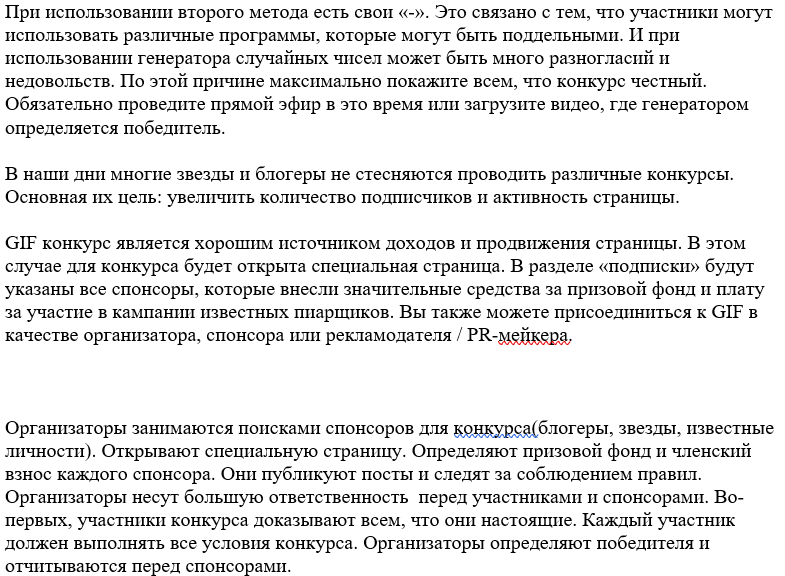 При использовании второго метода есть свои «-». Это связано с тем, что участники могут
использовать различные программы, которые могут быть поддельными. И при
использовании генератора случайных чисел может быть много разногласий и
недовольств. По этой причине максимально покажите всем, что конкурс честный.
Обязательно проведите прямой эфир в это время или загрузите видео, где генератором
определяется победитель.
В наши дни многие звезды и блогеры не стесняются проводить различные конкурсы.
Основная их цель: увеличить количество подписчиков и активность страницы.
GIF конкурс является хорошим источником доходов и продвижения страницы. В этом
случае для конкурса будет открыта специальная страница. В разделе «подписки» будут
указаны все спонсоры, которые внесли значительные средства за призовой фонд и плату
за участие в кампании известных пиарщиков. Вы также можете присоединиться к GIF в
качестве организатора, спонсора или рекламодателя / PR-мейкера.
Организаторы занимаются поисками спонсоров для конкурса(блогеры, звезды, известные
личности). Открывают специальную страницу. Определяют призовой фонд и членский
взнос каждого спонсора. Они публикуют посты и следят за соблюдением правил.
Организаторы несут большую ответственность  перед участниками и спонсорами. Во-
первых, участники конкурса доказывают всем, что они настоящие. Каждый участник
должен выполнять все условия конкурса. Организаторы определяют победителя и
отчитываются перед спонсорами.